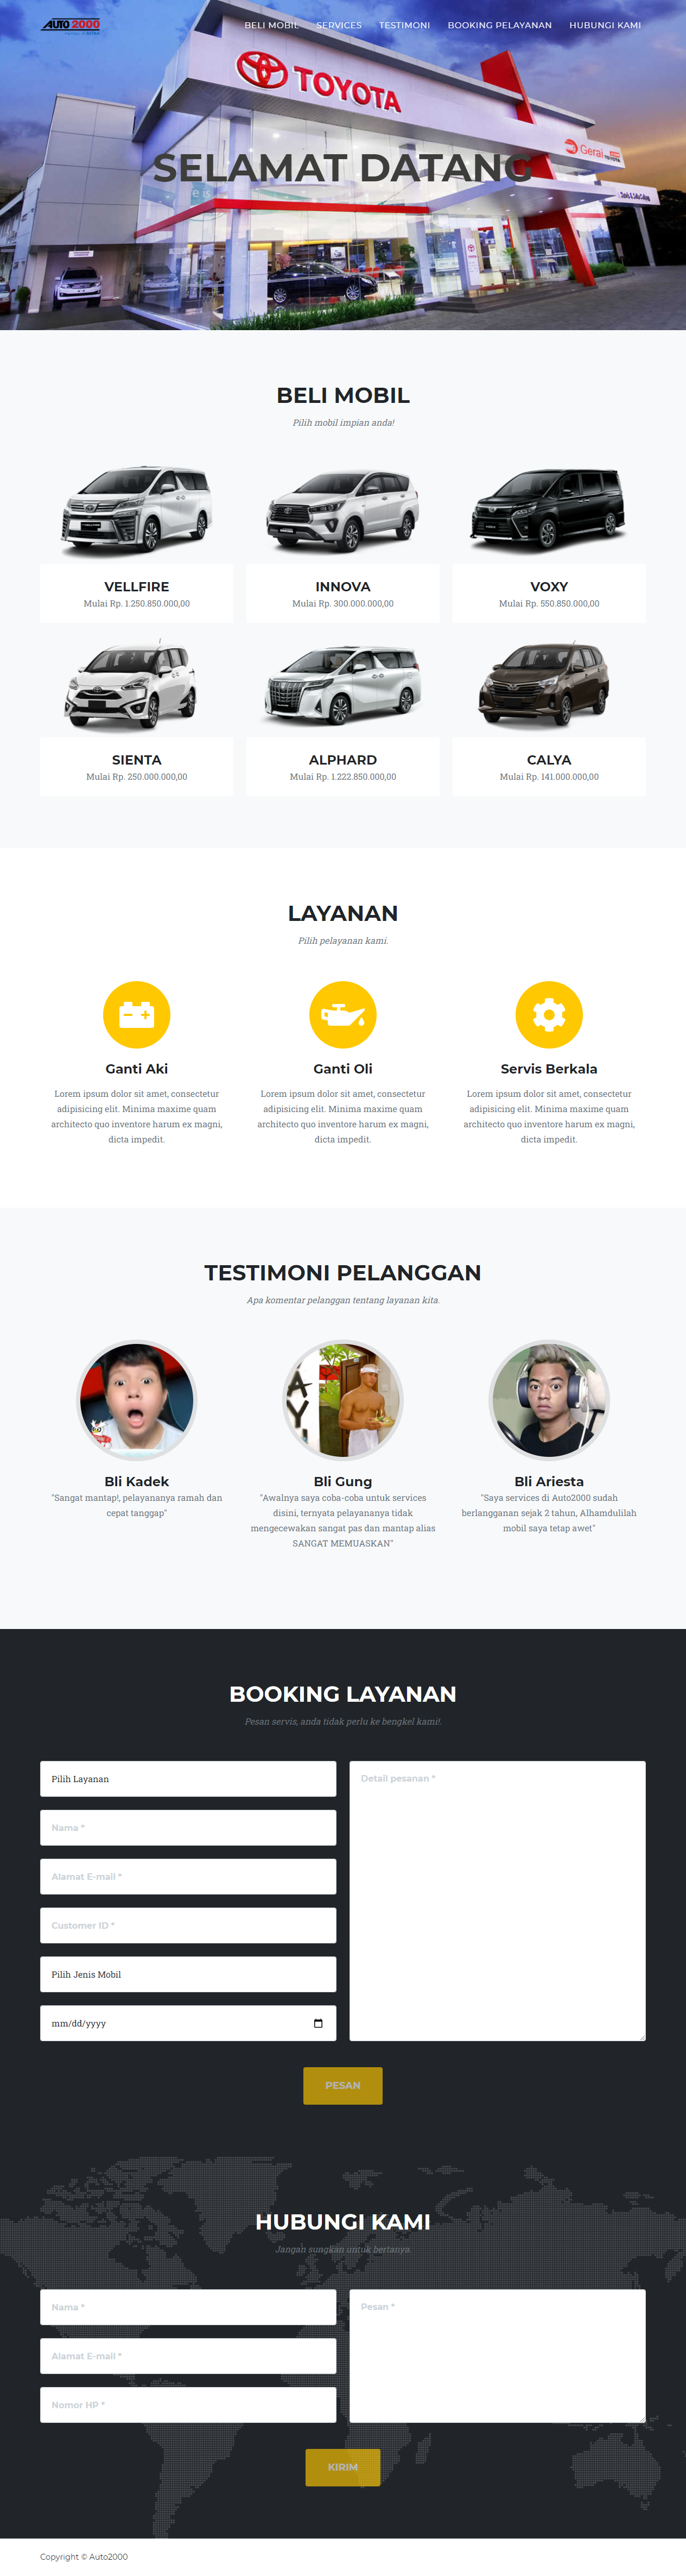 AUTO 2000
BELI MOBIL SERVICES TESTIMONI BOOKING PELAYANAN HUBUNGI KAMI
TOYOTA
Gerai TOYOTA
SELAMAT DATANG
BELI MOBIL
Pilih mobil impian anda!
VELLFIRE
Mulai Rp. 1.250.850.000,00
INNOVA
Mulai Rp. 300.000.000,00
VOXY
Mulai Rp. 550.850.000,00
SIENTA
Mulai Rp. 250.000.000,00
ALPHARD
Mulai Rp. 1.222.850.000,00
CALYA
Mulai Rp. 141.000.000,00
LAYANAN
Pilih pelayanan kami.
Ganti Aki
Lorem ipsum dolor sit amet, consectetur
adipisicing elit. Minima maxime quam
architecto quo inventore harum ex magni,
dicta impedit.
Ganti Oli
Lorem ipsum dolor sit amet, consectetur
adipisicing elit. Minima maxime quam
architecto quo inventore harum ex magni,
dicta impedit.
Servis Berkala
Lorem ipsum dolor sit amet, consectetur
adipisicing elit. Minima maxime quam
architecto quo inventore harum ex magni,
dicta impedit.
TESTIMONI PELANGGAN
Apa komentar pelanggan tentang layanan kita.
Bli Kadek
"Sangat mantap!, pelayananya ramah dan
cepat tanggap"
Bli Gung
"Awalnya saya coba-coba untuk services
disini, ternyata pelayananya tidak
mengecewakan sangat pas dan mantap alias
SANGAT MEMUASKAN"
Bli Ariesta
"Saya services di Auto2000 sudah
berlangganan sejak 2 tahun, Alhamdulilah
mobil saya tetap awet"
BOOKING LAYANAN
Pesan servis, anda tidak perlu ke bengkel kami!.
Pilih Layanan
Nama *
Alamat E-mail *
Customer ID *
Pilih Jenis Mobil
mm/dd/yyyy
Detail pesanan *
PESAN
HUBUNGI KAMI
Jangan sungkan untuk bertanya.
Nama *
Alamat E-mail *
Nomor HP *
Pesan *
KIRIM
Copyright © Auto2000